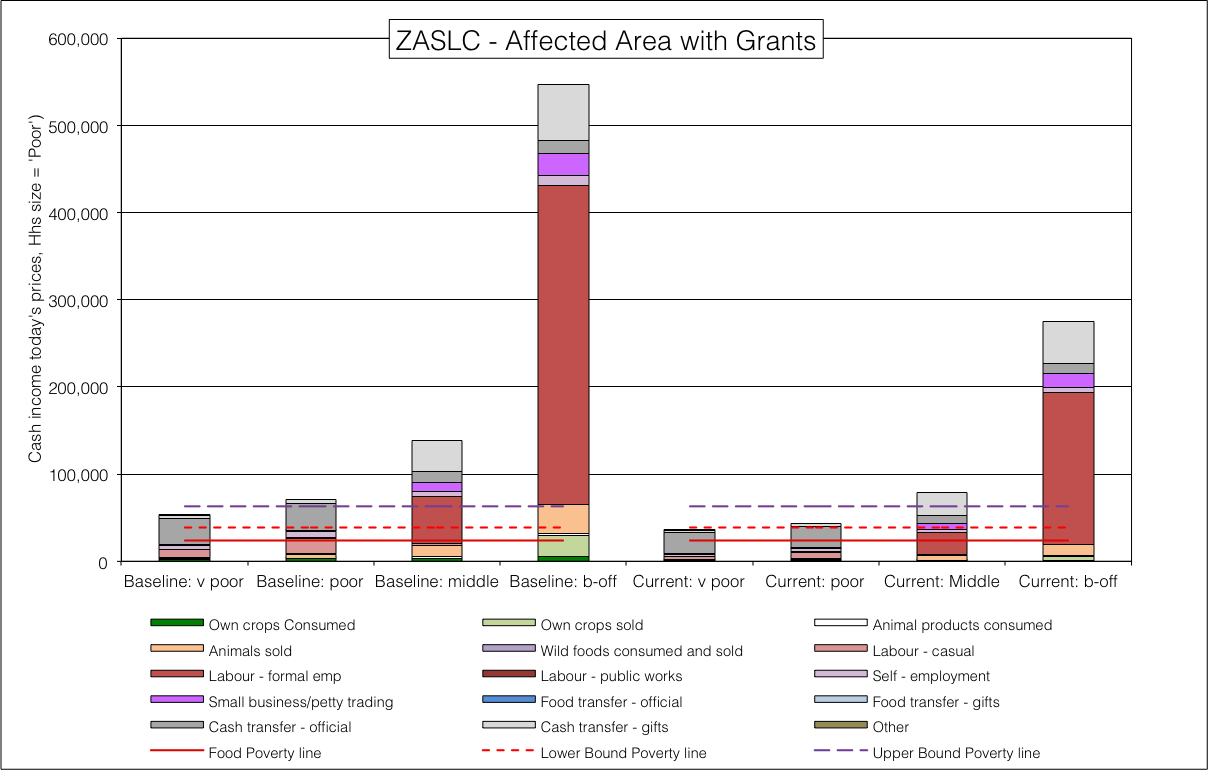 ZASLC - Affected Area with Grants
Cash income today's prices, Hhs size = 'Poor')
600,000
500,000
400,000
300,000
200,000
100,000
0
Baseline: v poor Baseline: poor Baseline: middle Baseline: b-off Current: v poor Current: poor Current: Middle Current: b-off
Own crops Consumed Own crops sold Animal products consumed
Animals sold Wild foods consumed and sold Labour - casual
Labour - formal emp Labour - public works Self - employment
Small business/petty trading Food transfer - official Food transfer - gifts
Cash transfer - official Cash transfer - gifts Other
Food Poverty line Lower Bound Poverty line Upper Bound Poverty line